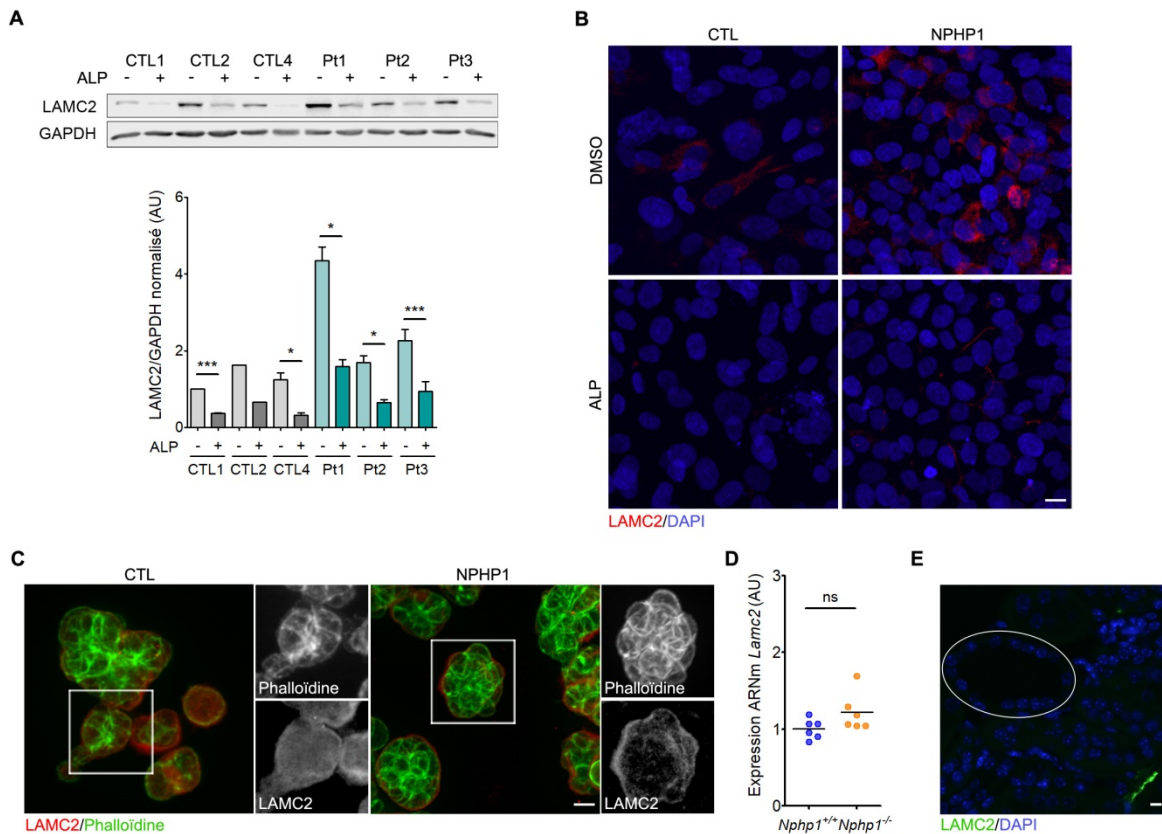 A
CTL1 CTL2 CTL4 Pt1 Pt2 Pt3
ALP - + - + - + - + - + - +
LAMC2
GAPDH
LAMC2/GAPDH normalisé (AU)
6
4
2
0
*** * * * ***
ALP - + - + - + - + - + - +
CTL1 CTL2 CTL4 Pt1 Pt2 Pt3
B
CTL NPHP1
DMSO
ALP
LAMC2/DAPI
C
CTL NPHP1
Phalloïdine Phalloïdine
LAMC2 LAMC2
LAMC2/Phalloïdine
D
Expression ARNm Lamc2 (AU)
3
2
1
0
ns
Nphp1+/+ Nphp1-/-
E
LAMC2/DAPI